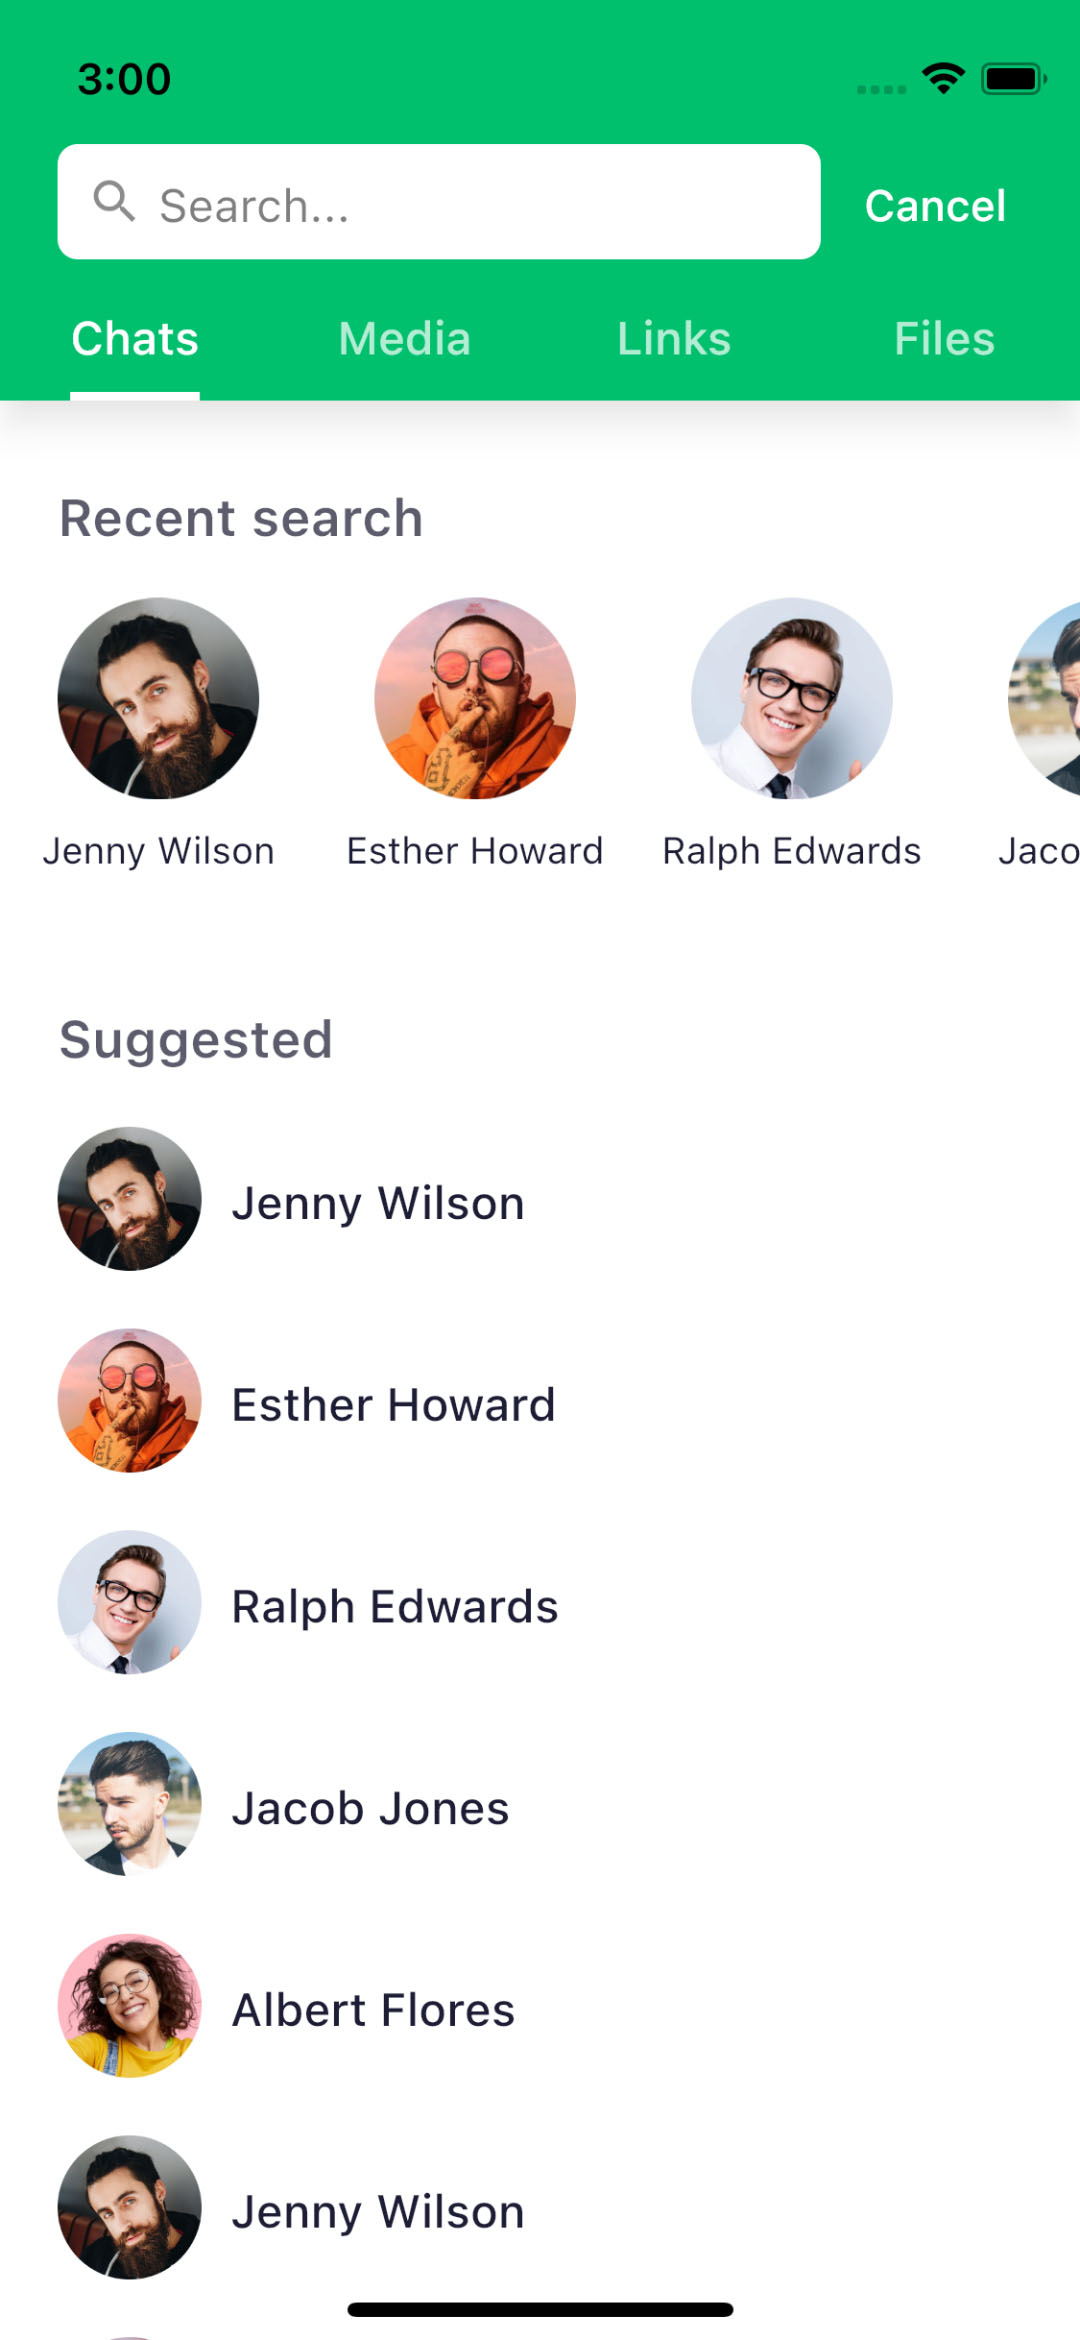 3:00
Search...
Cancel
Chats Media Links Files
Recent search
Jenny Wilson Esther Howard Ralph Edwards Jaco
Suggested
Jenny Wilson
Esther Howard
Ralph Edwards
Jacob Jones
Albert Flores
Jenny Wilson